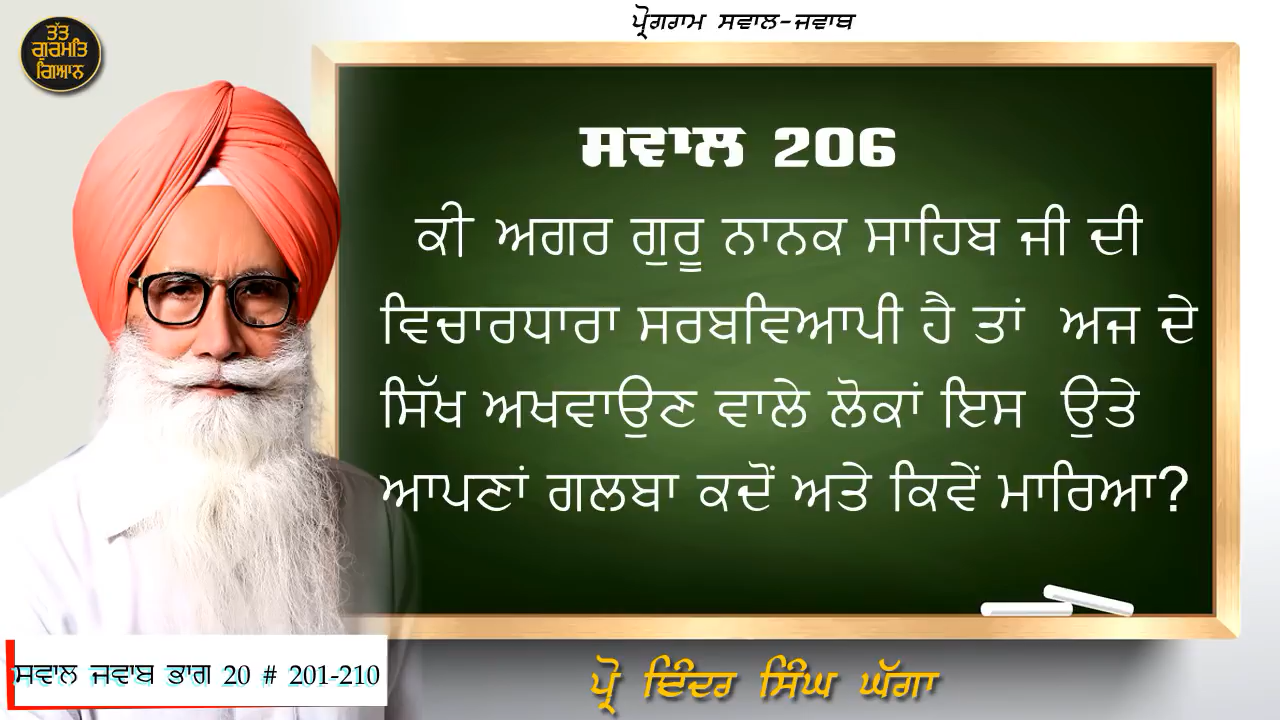 ਪ੍ਰੋਗਰਾਮ ਸਵਾਲ-ਜਵਾਬ
ਤੱਤ
ਗੁਰਮਤਿ
ਗਿਆਨ
ਸਵਾਲ 206
ਕੀ ਅਗਰ ਗੁਰੂ ਨਾਨਕ ਸਾਹਿਬ ਜੀ ਦੀ
ਵਿਚਾਰਧਾਰਾ ਸਰਬਵਿਆਪੀ ਹੈ ਤਾਂ ਅਜ ਦੇ
ਸਿੱਖ ਅਖਵਾਉਣ ਵਾਲੇ ਲੋਕਾਂ ਇਸ ਉਤੇ
ਆਪਣਾਂ ਗਲਬਾ ਕਦੋਂ ਅਤੇ ਕਿਵੇਂ ਮਾਰਿਆ?
ਸਵਾਲ ਜਵਾਬ ਭਾਗ 20 # 201-210
ਪ੍ਰੋ ਇੰਦਰ ਸਿੰਘ ਘੱਗਾ